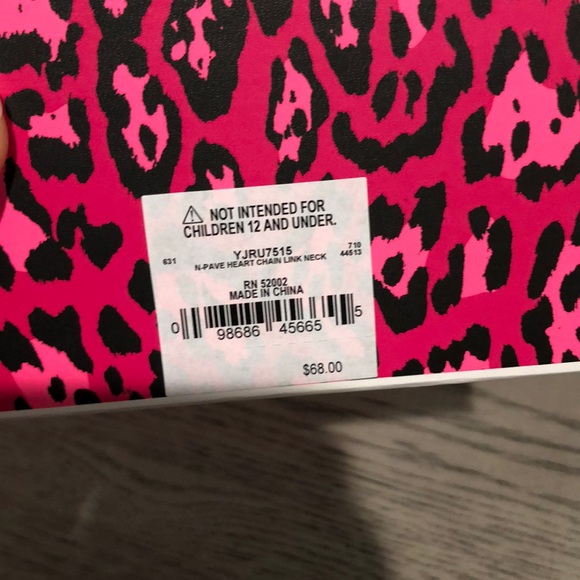 ⚠ NOT INTENDED FOR
CHILDREN 12 AND UNDER.
631 YJRU7515 710
N-PAVE HEART CHAIN LINK NECK 44513
RN 52002
MADE IN CHINA
0 98686 45665 5
$68.00